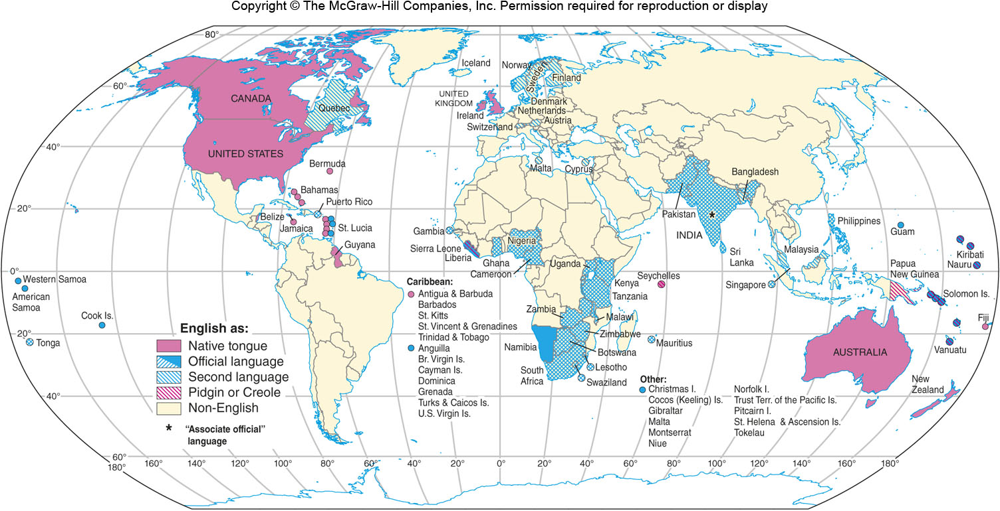 Copyright © The McGraw-Hill Companies, Inc. Permission required for reproduction or display
80°
60°
40°
20°
0°
20°
40°
60°
180°
160°
140°
120°
100°
80°
60°
40°
20°
0°
20°
40°
60°
80°
100°
120°
140°
160°
180°
CANADA
Quebec
UNITED STATES
Bermuda
Bahamas
Puerto Rico
Belize
Jamaica
St. Lucia
Guyana
Iceland
Norway
Sweden
Finland
UNITED
KINGDOM
Ireland
Denmark
Netherlands
Switzerland
Austria
Malta
Cyprus
Bangladesh
Pakistan
INDIA
*
Sri
Lanka
Philippines
Malaysia
Singapore
Guam
Kiribati
Nauru
Papua
New Guinea
Solomon Is.
Fiji
Vanuatu
AUSTRALIA
New
Zealand
Gambia
Sierra Leone
Liberia
Ghana
Nigeria
Cameroon
Uganda
Kenya
Tanzania
Seychelles
Zambia
Malawi
Zimbabwe
Mauritius
Namibia
Botswana
South
Africa
Lesotho
Swaziland
Western Samoa
American
Samoa
Cook Is.
Tonga
English as:
Native tongue
Official language
Second language
Pidgin or Creole
Non-English
* “Associate official”
language
Caribbean:
Antigua & Barbuda
Barbados
St. Kitts
St. Vincent & Grenadines
Trinidad & Tobago
Anguilla
Br. Virgin Is.
Cayman Is.
Dominica
Grenada
Turks & Caicos Is.
U.S. Virgin Is.
Other:
Christmas I.
Cocos (Keeling) Is.
Gibraltar
Malta
Montserrat
Niue
Norfolk I.
Trust Terr. of the Pacific Is.
Pitcairn I.
St. Helena & Ascension Is.
Tokelau